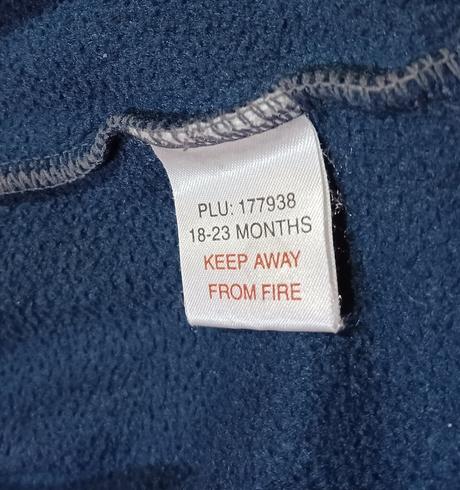 PLU: 177938
18-23 MONTHS
KEEP AWAY
FROM FIRE